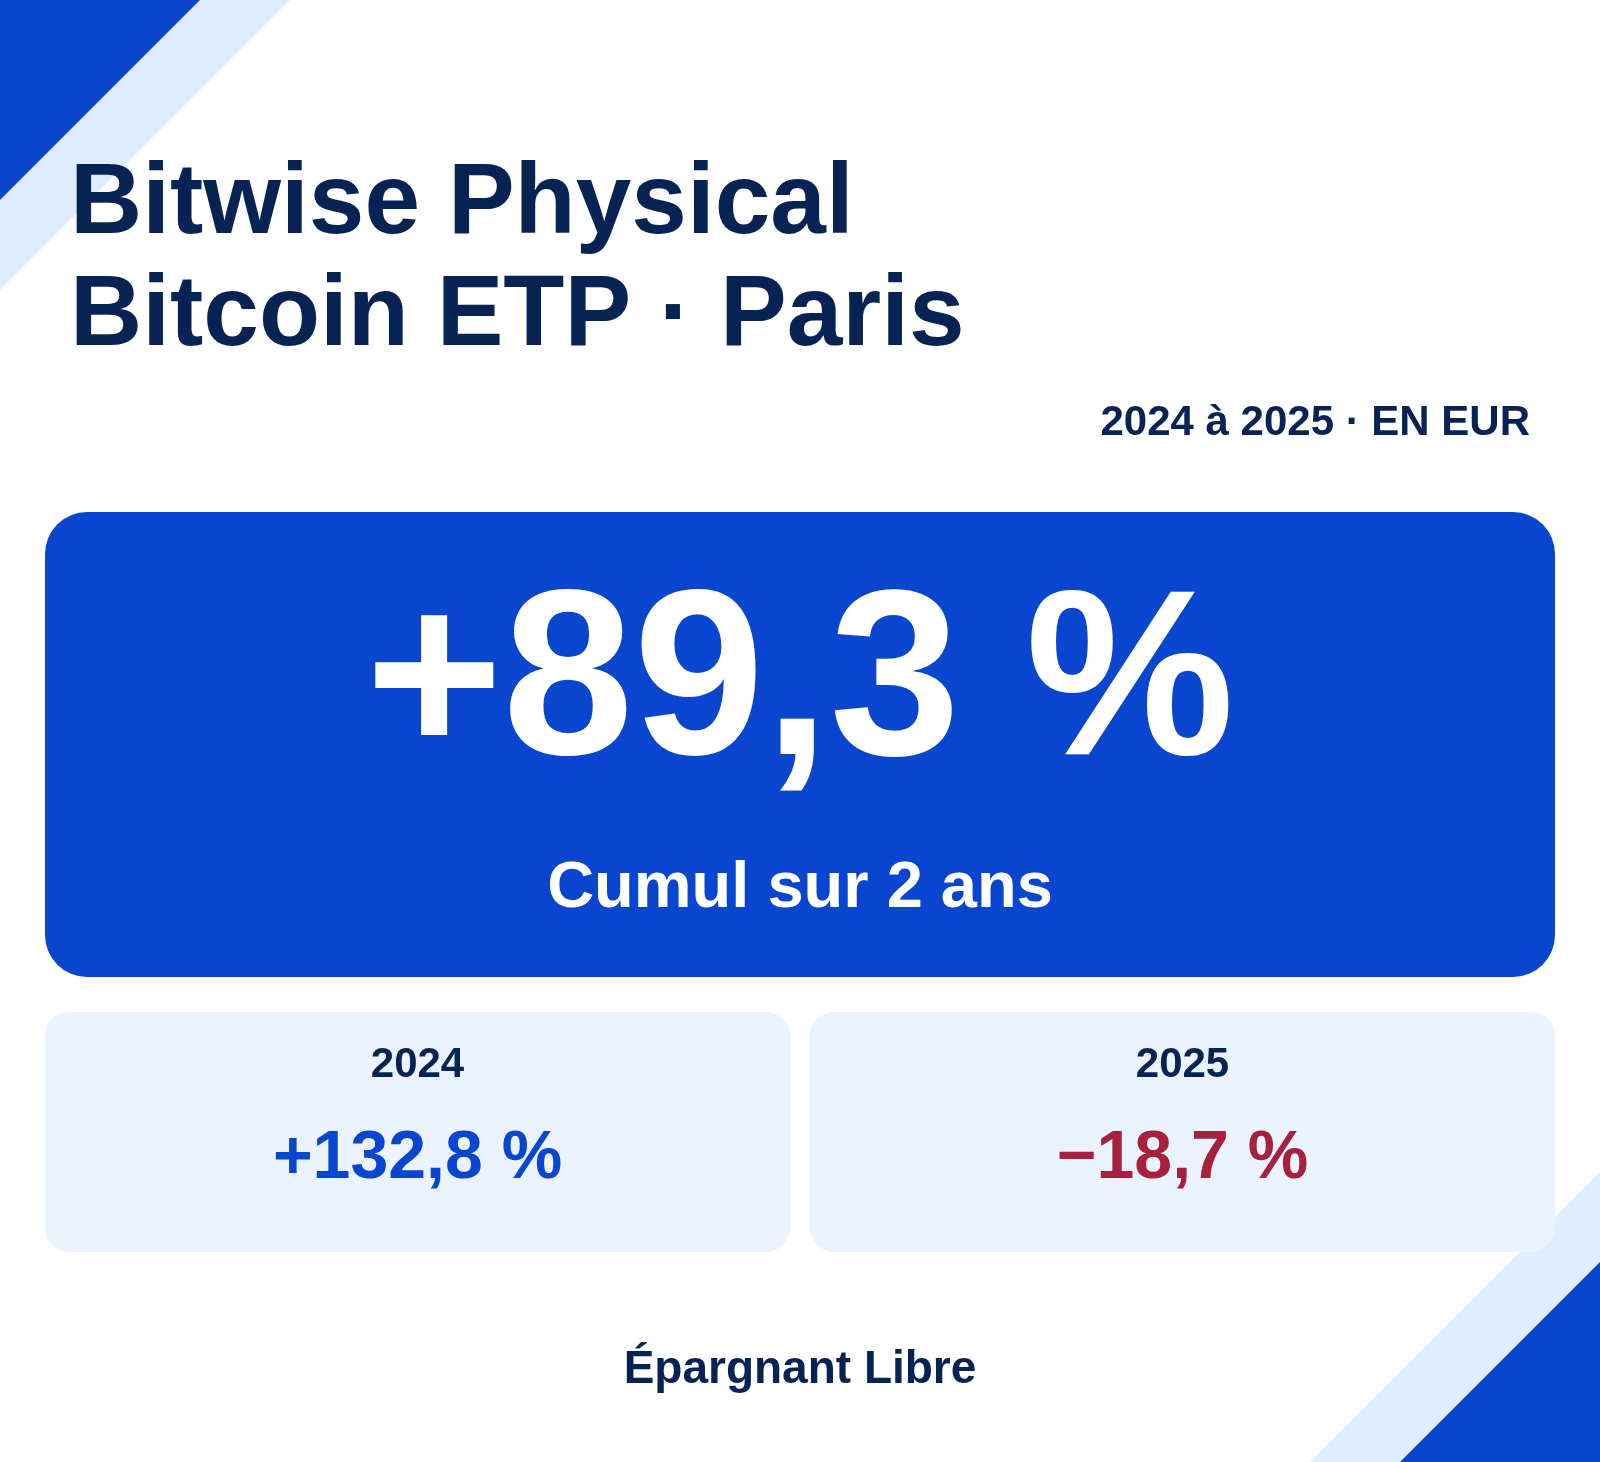 Bitwise Physical
Bitcoin ETP · Paris
2024 à 2025 · EN EUR
+89,3 %
Cumul sur 2 ans
2024
+132,8 %
2025
−18,7 %
Épargnant Libre